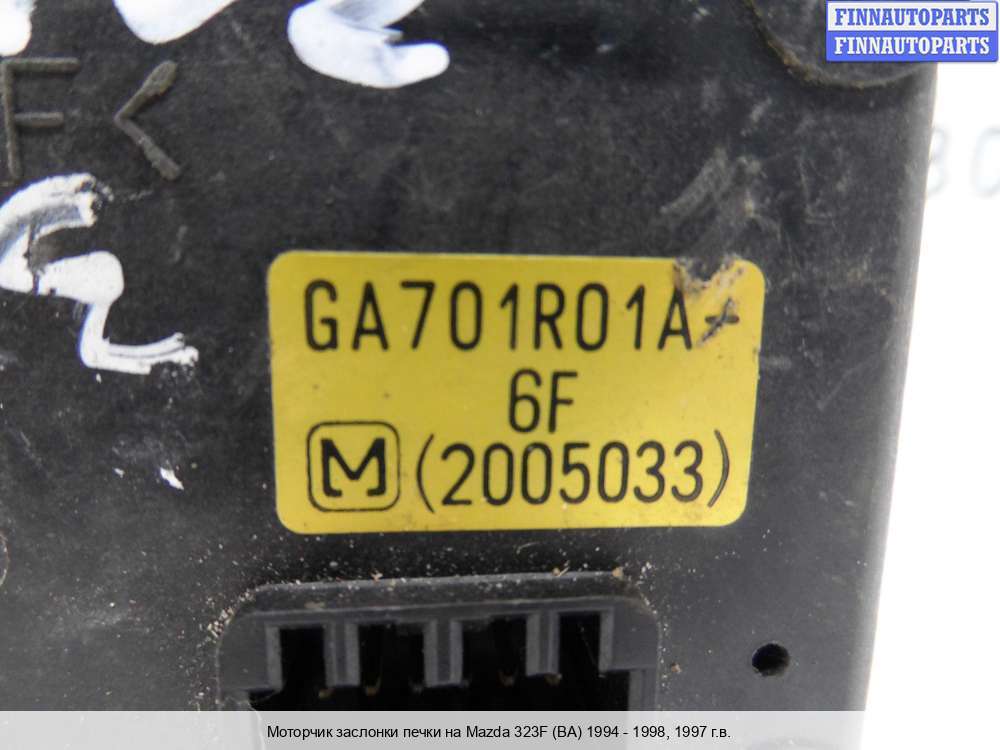 FINNAUTOPARTS
FINNAUTOPARTS
F<
GA701R01A
6F
M (2005033)
Моторчик заслонки печки на Mazda 323F (BA) 1994 - 1998, 1997 г.в.